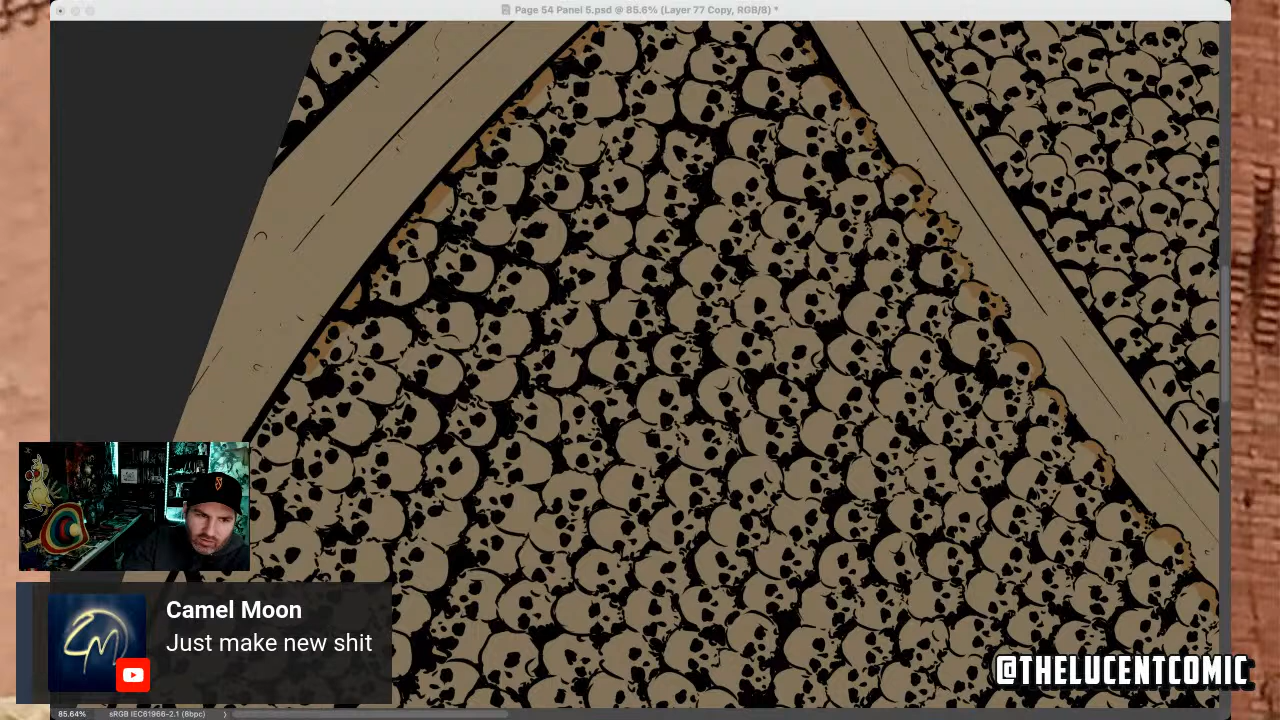 Page 54 Panel 5.psd @ 85.6% (Layer 77 Copy, RGB/8) *
Camel Moon
Just make new shit
@THELUCENTCOMIC
85.64% sRGB IEC61966-2.1 (8bpc)